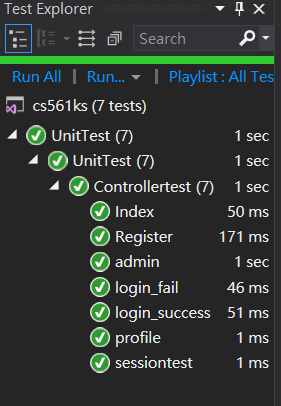 Test Explorer
Search
Run All Run... Playlist : All Tes
cs561ks (7 tests)
UnitTest (7) 1 sec
UnitTest (7) 1 sec
Controllertest (7) 1 sec
Index 50 ms
Register 171 ms
admin 1 sec
login_fail 46 ms
login_success 51 ms
profile 1 ms
sessiontest 1 ms